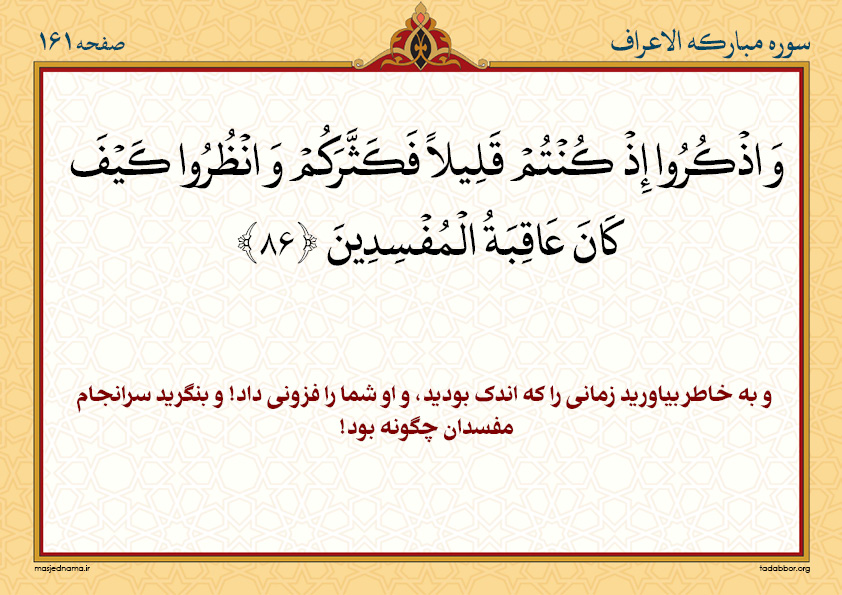 سوره مبارکه الاعراف
صفحه ۱۶۱
وَ اذْكُرُوا إِذْ كُنْتُمْ قَلِيلاً فَكَثَّرَكُمْ وَ انْظُرُوا كَيْفَ
كَانَ عَاقِبَةُ الْمُفْسِدِينَ ﴿۸۶﴾
و به خاطر بیاورید زمانی را که اندک بودید، و او شما را فزونی داد! و بنگرید سرانجام
مفسدان چگونه بود!
masjednama.ir
tadabbor.org